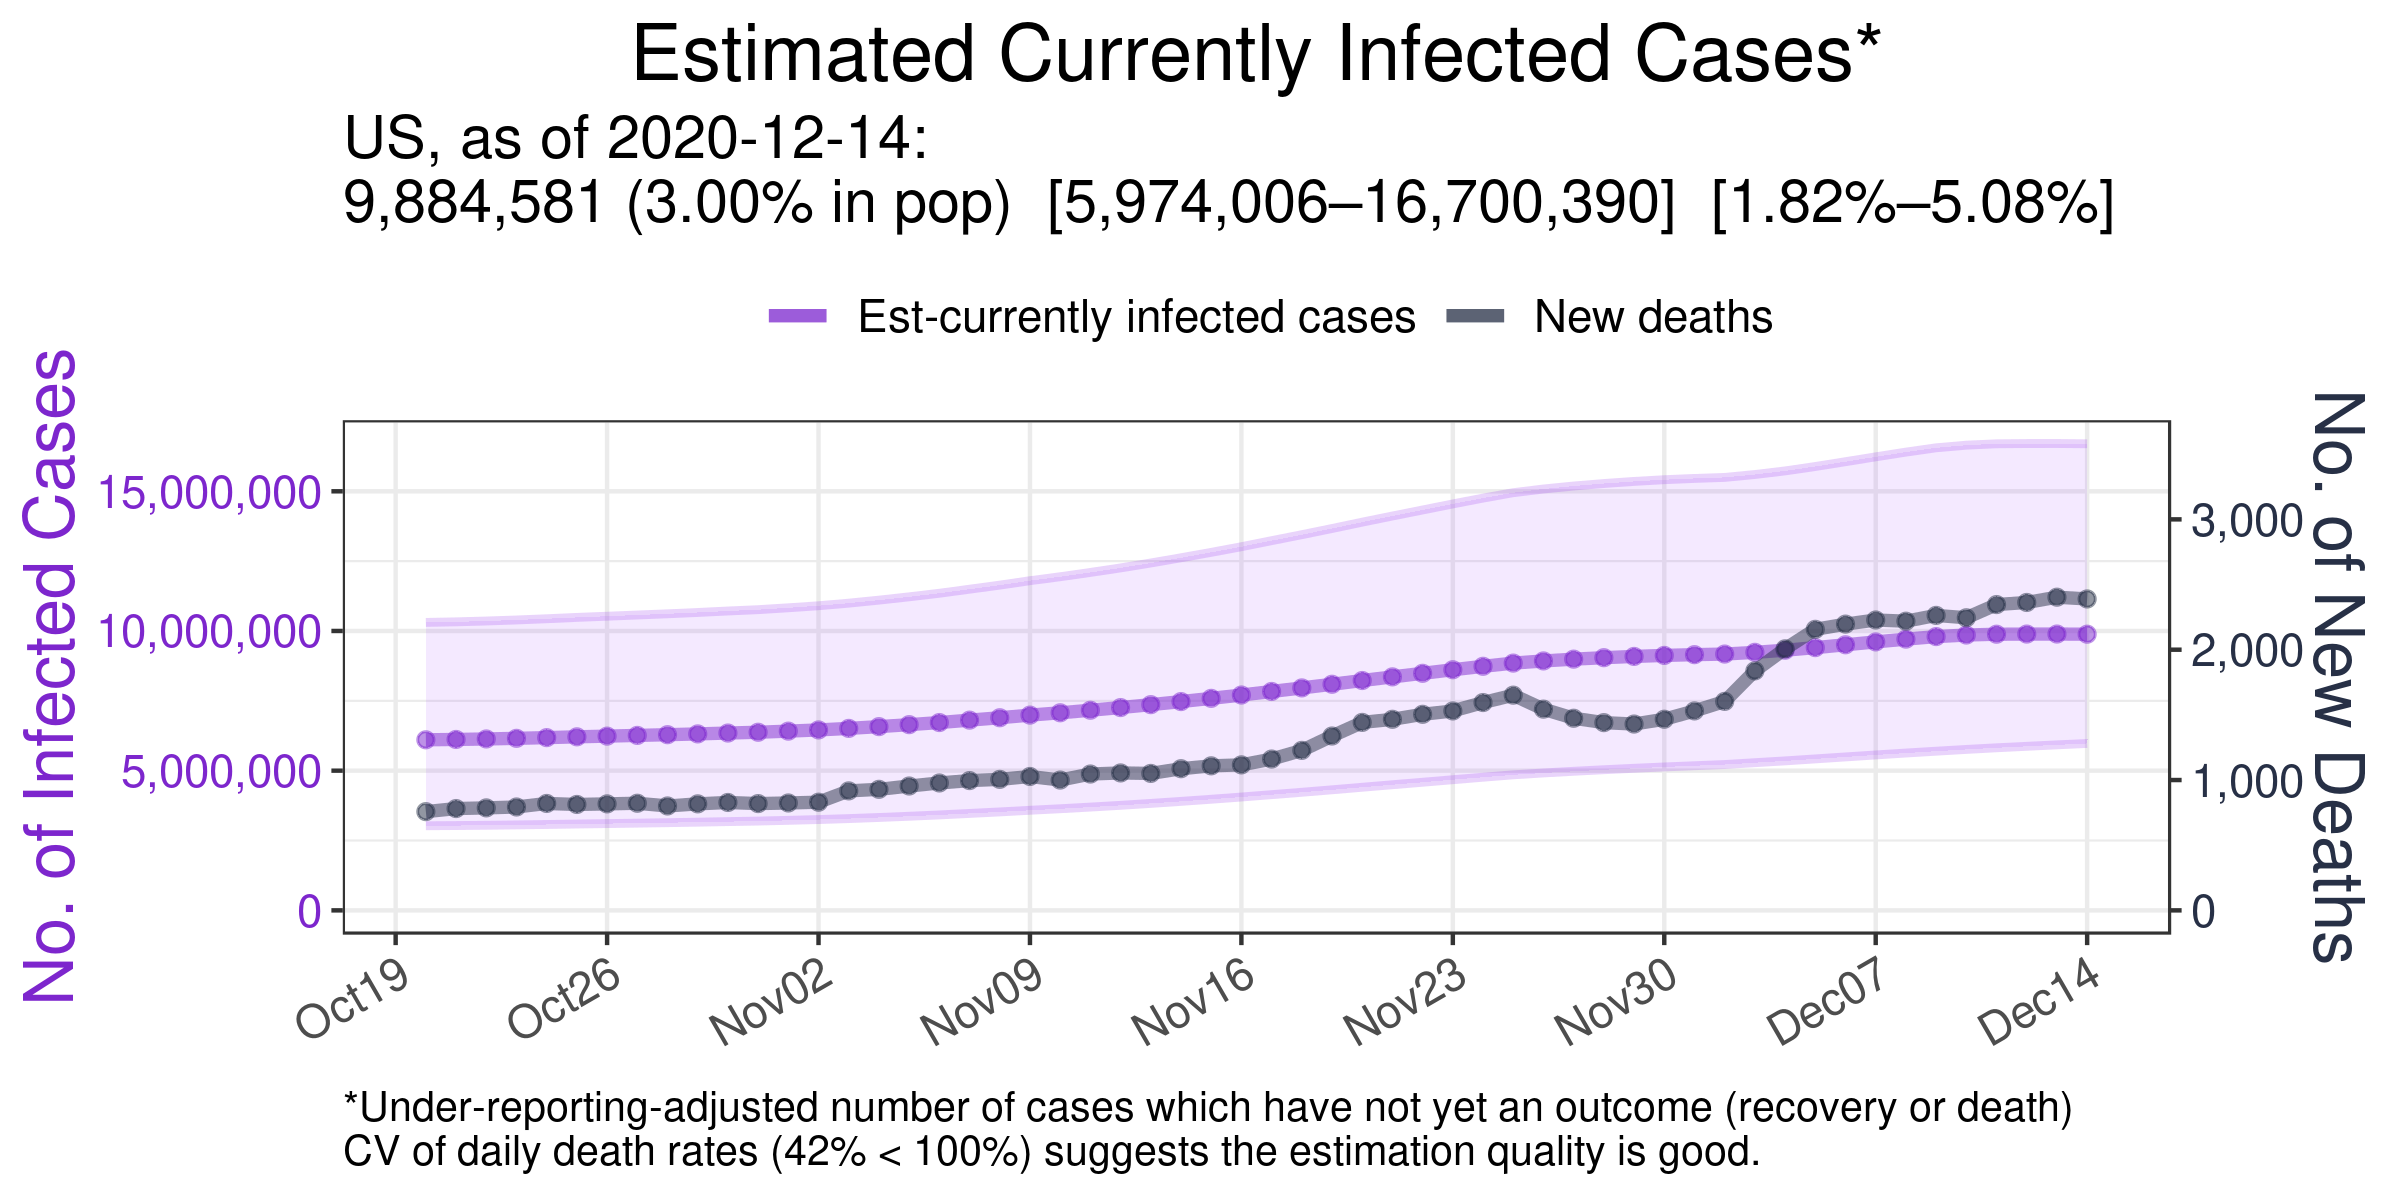 Estimated Currently Infected Cases*
US, as of 2020-12-14:
9,884,581 (3.00% in pop)  [5,974,006–16,700,390]  [1.82%–5.08%]
Est-currently infected cases
New deaths
No. of Infected Cases
15,000,000
10,000,000
5,000,000
0
3,000
2,000
1,000
0
No. of New Deaths
Oct19
Oct26
Nov02
Nov09
Nov16
Nov23
Nov30
Dec07
Dec14
*Under-reporting-adjusted number of cases which have not yet an outcome (recovery or death)
CV of daily death rates (42% < 100%) suggests the estimation quality is good.